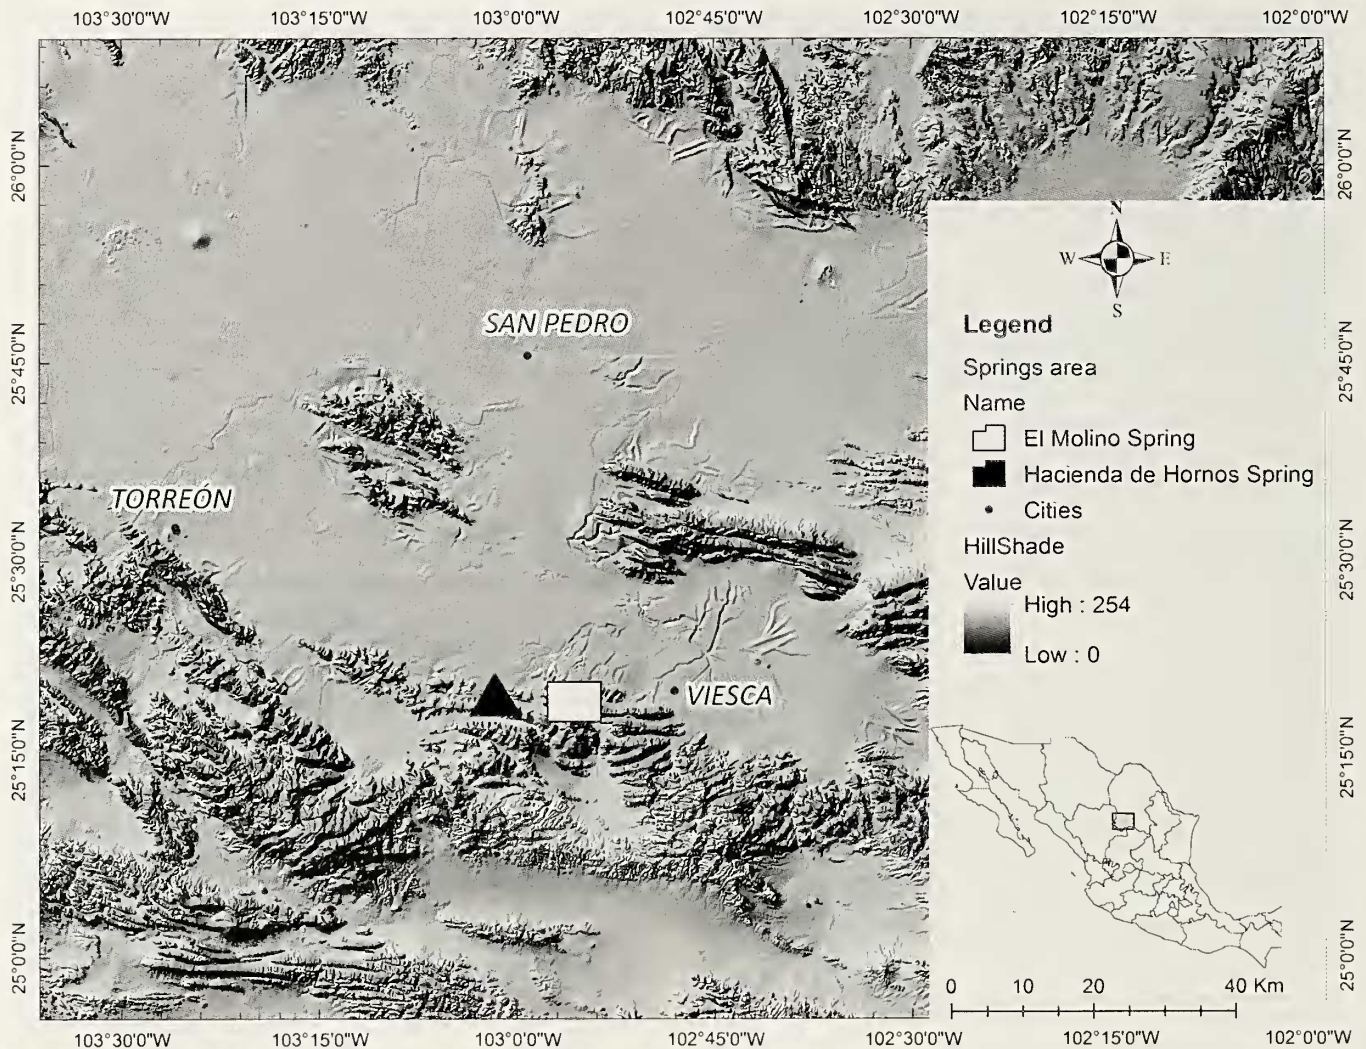 103°30'0"W 103°15'0"W 103°0'0"W 102°45'0"W 102°30'0"W 102°15'0"W 102°0'0"W
26°0'0"N
25°45'0"N
25°30'0"N
25°15'0"N
25°0'0"N
SAN PEDRO
TORREÓN
VIESCA
N
W E
S
Legend
Springs area
Name
El Molino Spring
Hacienda de Hornos Spring
Cities
HillShade
Value
High : 254
Low : 0
0 10 20 40 Km
26°0'0"N
25°45'0"N
25°30'0"N
25°15'0"N
25°0'0"N
103°30'0"W 103°15'0"W 103°0'0"W 102°45'0"W 102°30'0"W 102°15'0"W 102°0'0"W